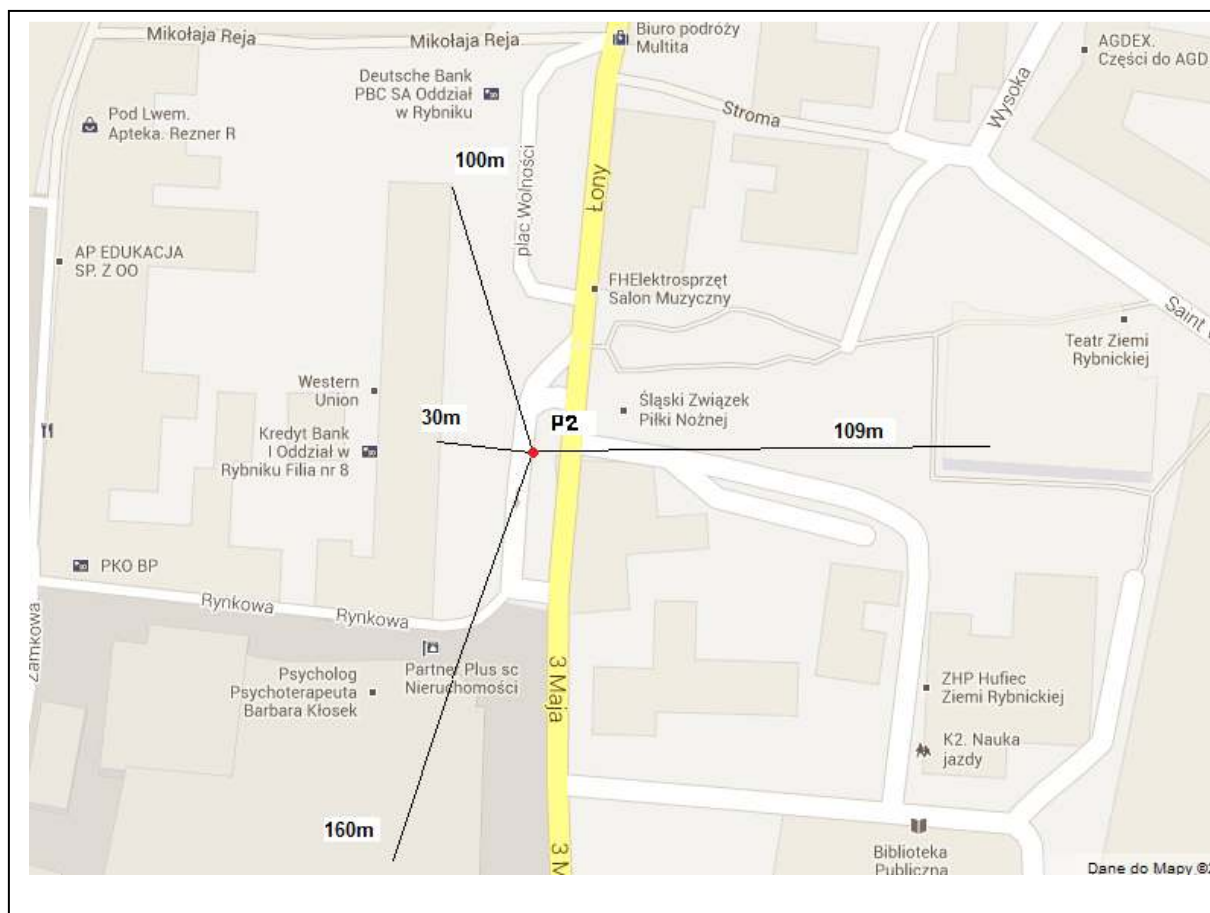 Mikołaja Reja
Mikołaja Reja
Biuro podróży
Multita
AGDEX.
Części do AGD
Deutsche Bank
PBC SA Oddział
w Rybniku
Pod Lwem.
Apteka. Rezner R
Stroma
Wysoka
100m
plac Wolności
Łony
AP EDUKACJA
SP. Z OO
FHElektrosprzęt
Salon Muzyczny
Saint
Teatr Ziemi
Rybnickiej
Western
Union
Śląski Związek
Piłki Nożnej
30m
P2
109m
Kredyt Bank
I Oddział w
Rybniku Filia nr 8
PKO BP
Rynkowa
Rynkowa
Zamkowa
Partner Plus sc
Nieruchomości
Psycholog
Psychoterapeuta
Barbara Kłosek
3 Maja
ZHP Hufiec
Ziemi Rybnickiej
K2. Nauka
jazdy
160m
3 M
Biblioteka
Publiczna
Dane do Mapy ©2